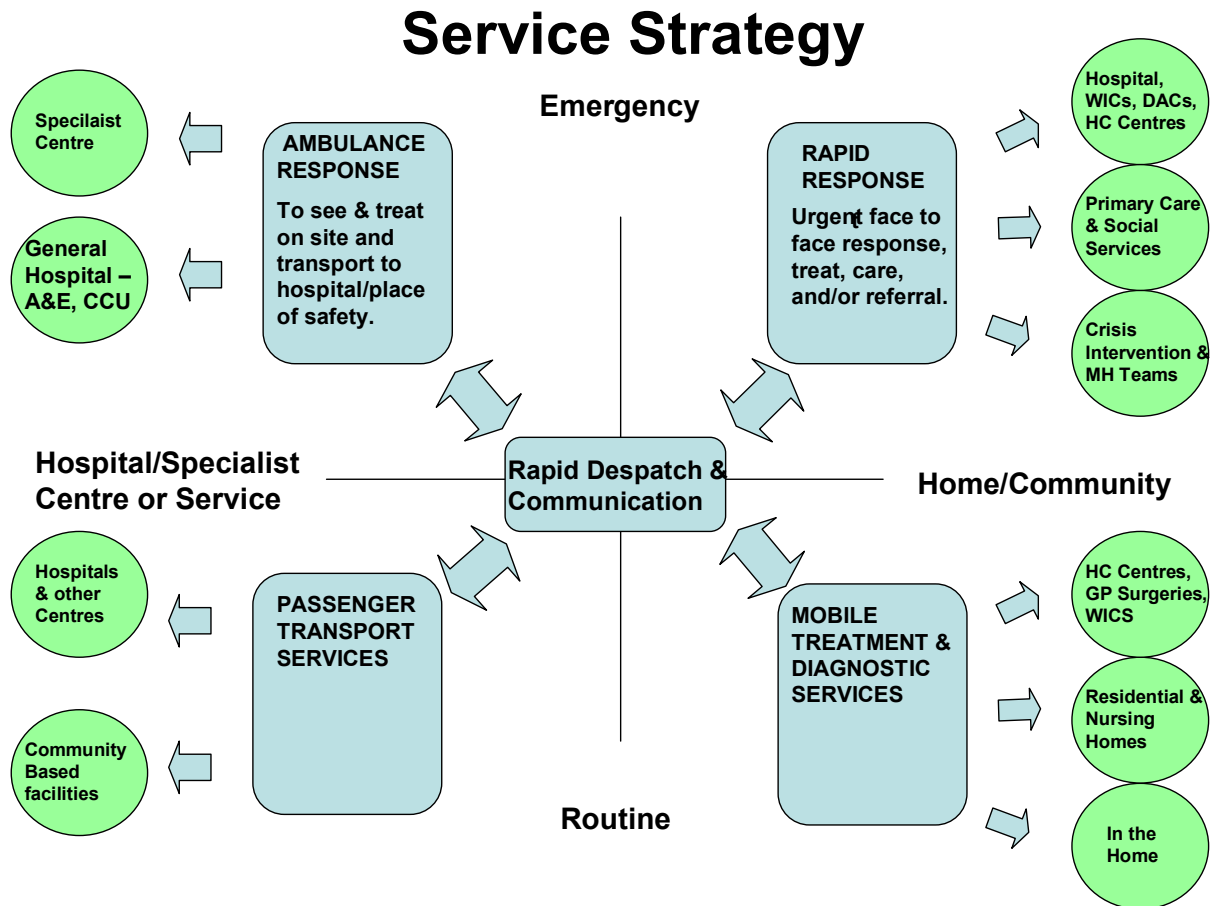 Service Strategy
Emergency
Specilaist
Centre
General
Hospital –
A&E, CCU
AMBULANCE
RESPONSE
To see & treat
on site and
transport to
hospital/place
of safety.
RAPID
RESPONSE
Urgent face to
face response,
treat, care,
and/or referral.
Hospital,
WICs, DACs,
HC Centres
Primary Care
& Social
Services
Crisis
Intervention &
MH Teams
Hospital/Specialist
Centre or Service
Rapid Despatch &
Communication
Home/Community
Hospitals
& other
Centres
Community
Based
facilities
PASSENGER
TRANSPORT
SERVICES
MOBILE
TREATMENT &
DIAGNOSTIC
SERVICES
HC Centres,
GP Surgeries,
WICS
Residential &
Nursing
Homes
In the
Home
Routine